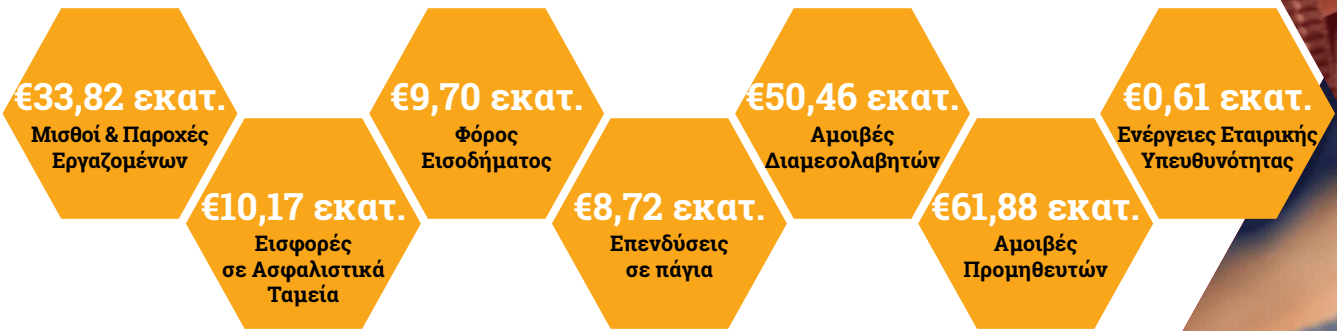 €33,82 εκατ.
Μισθοί & Παροχές
Εργαζομένων
€10,17 εκατ.
Εισφορές
σε Ασφαλιστικά
Ταμεία
€9,70 εκατ.
Φόρος
Εισοδήματος
€8,72 εκατ.
Επενδύσεις
σε πάγια
€50,46 εκατ.
Αμοιβές
Διαμεσολαβητών
€61,88 εκατ.
Αμοιβές
Προμηθευτών
€0,61 εκατ.
Ενέργειες Εταιρικής
Υπευθυνότητας